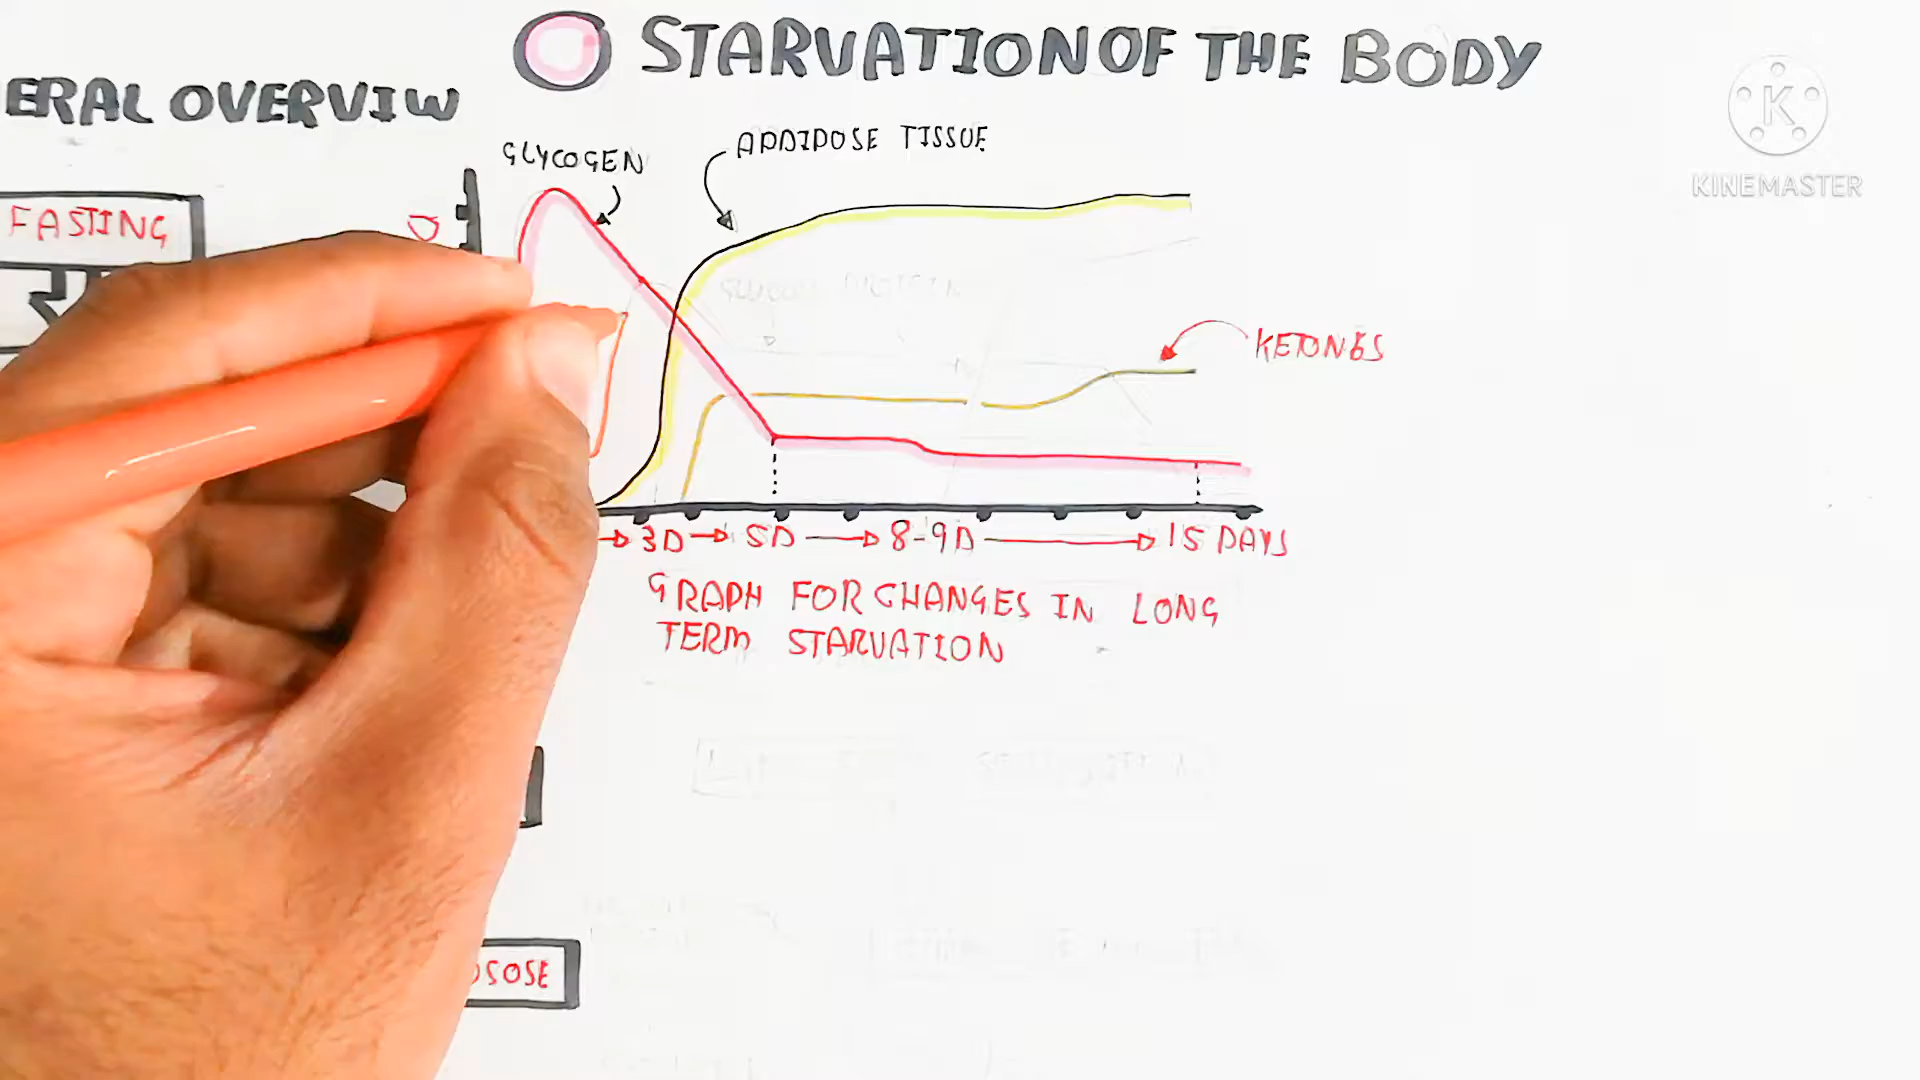 STARVATION OF THE BODY
ERAL OVERVIW
GLYCOGEN
ADDIPOSE TISSUE
FASTING
KETONES
3D 5D 8-9D 15 DAYS
GRAPH FOR CHANGES IN LONG
TERM STARVATION
OSOSE
KINEMASTER